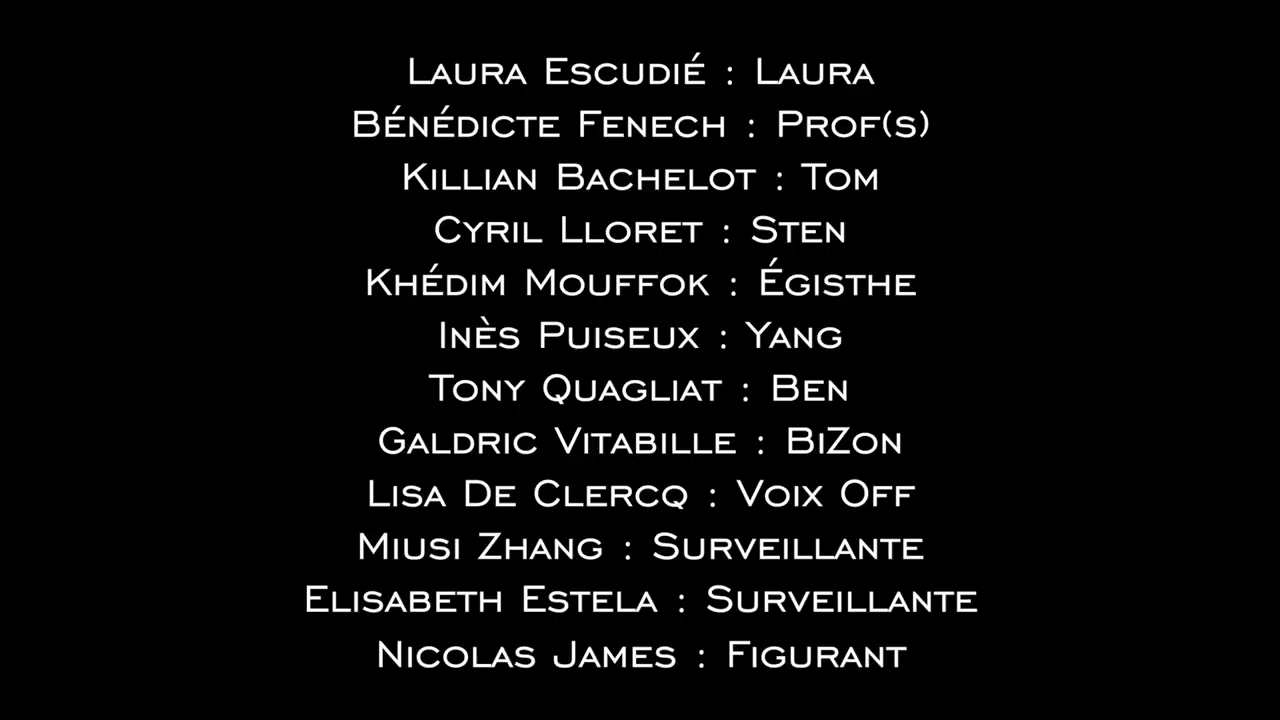 Laura Escudié : Laura
Bénédicte Fenech : Prof(s)
Killian Bachelot : Tom
Cyril Lloret : Sten
Khédim Mouffok : Égisthe
Inès Puiseux : Yang
Tony Quagliat : Ben
Galdric Vitabille : BiZon
Lisa De Clercq : Voix Off
Miusi Zhang : Surveillante
Elisabeth Estela : Surveillante
Nicolas James : Figurant